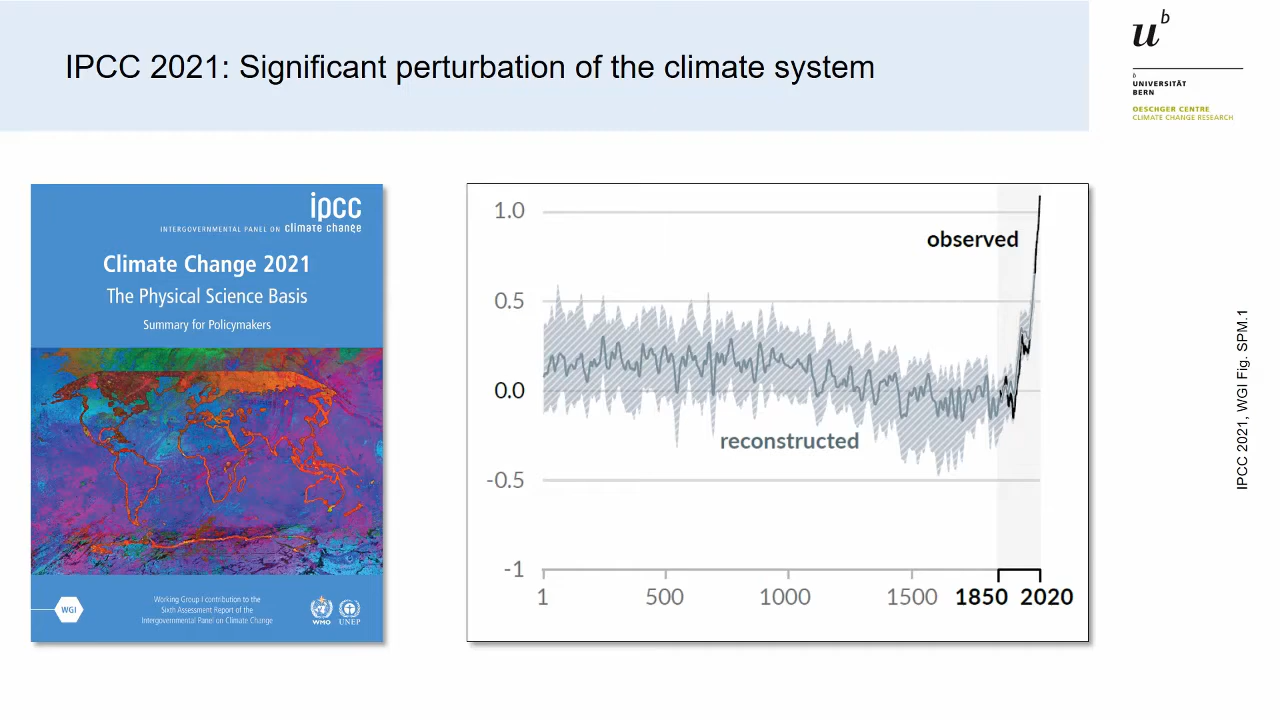 IPCC 2021: Significant perturbation of the climate system
u
b
b
UNIVERSITÄT
BERN
OESCHGER CENTRE
CLIMATE CHANGE RESEARCH
ipcc
INTERGOVERNMENTAL PANEL ON climate change
Climate Change 2021
The Physical Science Basis
Summary for Policymakers
WGI
Working Group I contribution to the
Sixth Assessment Report of the
Intergovernmental Panel on Climate Change
WMO
UNEP
1.0
observed
0.5
0.0
reconstructed
-0.5
-1
1 500 1000 1500 1850 2020
IPCC 2021, WGI Fig. SPM.1